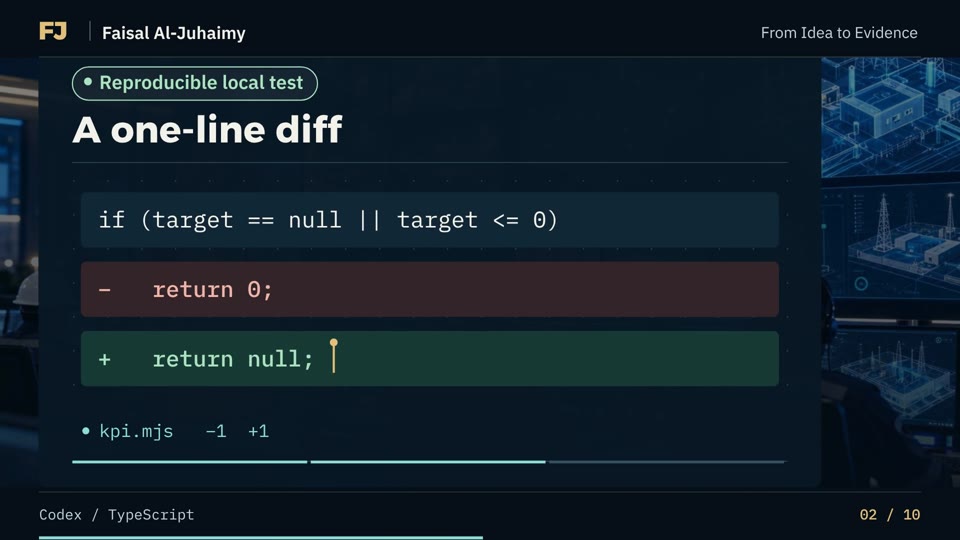 FJ
Faisal Al-Juhaimy
From Idea to Evidence
Reproducible local test
A one-line diff
if (target == null || target <= 0)
−   return 0;
+   return null;
kpi.mjs   −1  +1
Codex / TypeScript
02 / 10